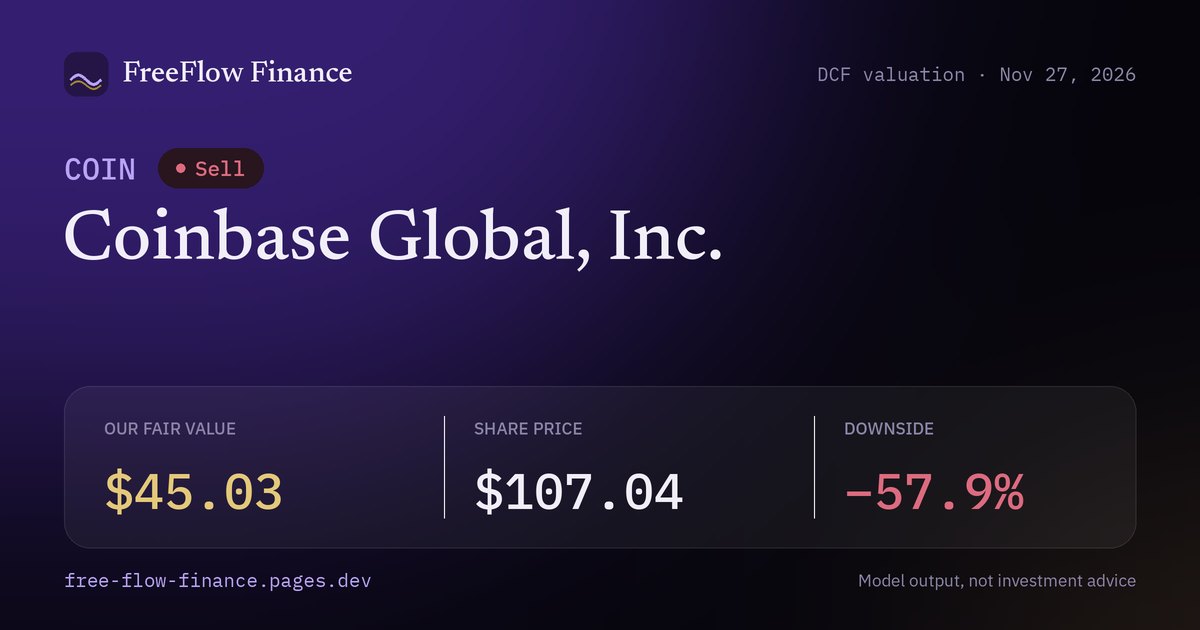 FreeFlow Finance
DCF valuation · Nov 27, 2026
COIN
Sell
Coinbase Global, Inc.
OUR FAIR VALUE
SHARE PRICE
DOWNSIDE
$45.03
$107.04
−57.9%
free-flow-finance.pages.dev
Model output, not investment advice